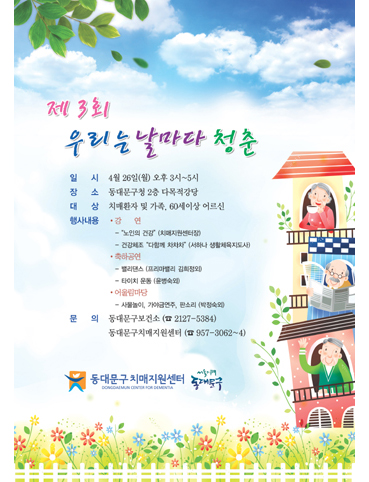 제 3회
우리는 날마다 청춘
일 시 4월 26일(월) 오후 3시~5시
장 소 동대문구청 2층 다목적강당
대 상 치매환자 및 가족, 60세이상 어르신
행사내용 ・강 연
- "노인의 건강" (치매지원센터장)
- 건강체조 "다함께 차차차" (서하나 생활체육지도사)
・축하공연
- 밸리댄스 (프리마밸리 김희정외)
- 타이치 운동 (윤병숙외)
・어울림마당
- 사물놀이, 가야금연주, 판소리 (박정숙외)
문 의 동대문구보건소 (☎ 2127-5384)
동대문구치매지원센터 (☎ 957-3062~4)
동대문구치매지원센터
DONGDAEMUN CENTER FOR DEMENTIA
동대문구